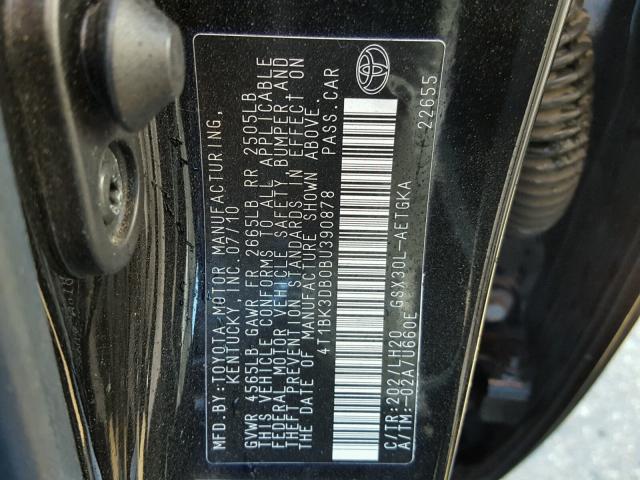 MFD. BY: TOYOTA MOTOR MANUFACTURING,
KENTUCKY, INC. 07/10
GVWR 4565LB GAWR FR 2665LB RR 2505LB
THIS VEHICLE CONFORMS TO ALL APPLICABLE
FEDERAL MOTOR VEHICLE SAFETY, BUMPER AND
THEFT PREVENTION STANDARDS IN EFFECT ON
THE DATE OF MANUFACTURE SHOWN ABOVE.
4T1BK3DB0BU390878 PASS. CAR
C/TR: 202/LH20 GSX30L-AETGKA
A/TM:-02A/U660E 22655